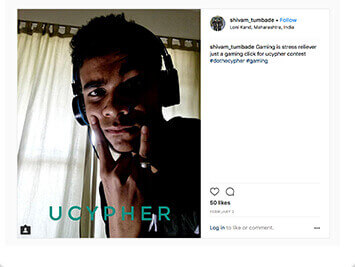 shivam_tumbade • Follow
Loni Kand, Maharashtra, India
shivam_tumbade Gaming is stress reliever
just a gaming click for ucypher contest
#dothecypher #gaming
UCYPHER
50 likes
Log in to like or comment.